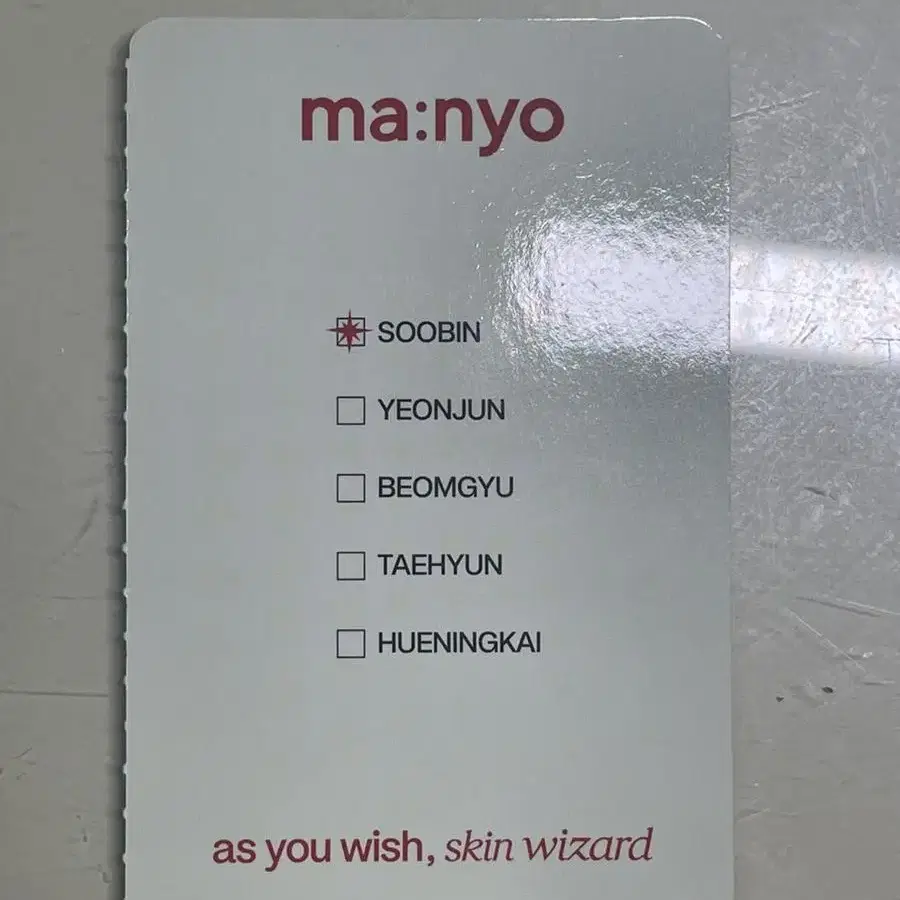 ma:nyo
SOOBIN
YEONJUN
BEOMGYU
TAEHYUN
HUENINGKAI
as you wish, skin wizard